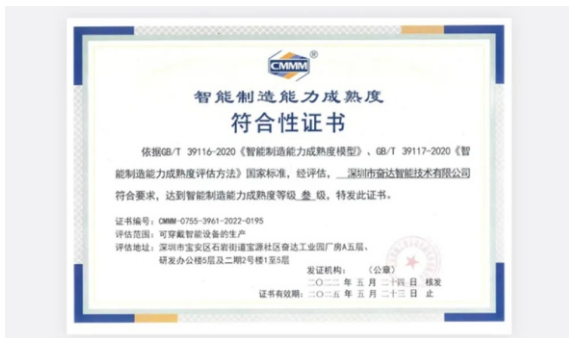 CMMM®
智能制造能力成熟度
符合性证书
依据GB/T 39116-2020《智能制造能力成熟度模型》、GB/T 39117-2020《智
能制造能力成熟度评估方法》国家标准，经评估，深圳市奋达智能技术有限公司
符合要求，达到智能制造能力成熟度等级 叁 级，特发此证书。
证书编号：CMMM-0755-3961-2022-0195
评估范围：可穿戴智能设备的生产
评估地址：深圳市宝安区石岩街道宝源社区奋达工业园厂房A五层、
研发办公楼5层及二期2号楼1至5层
发证机构：（公章）
二〇二二 年 五 月 二十四 日 核发
证书有效期：二〇二五 年 五 月 二十三 日 止